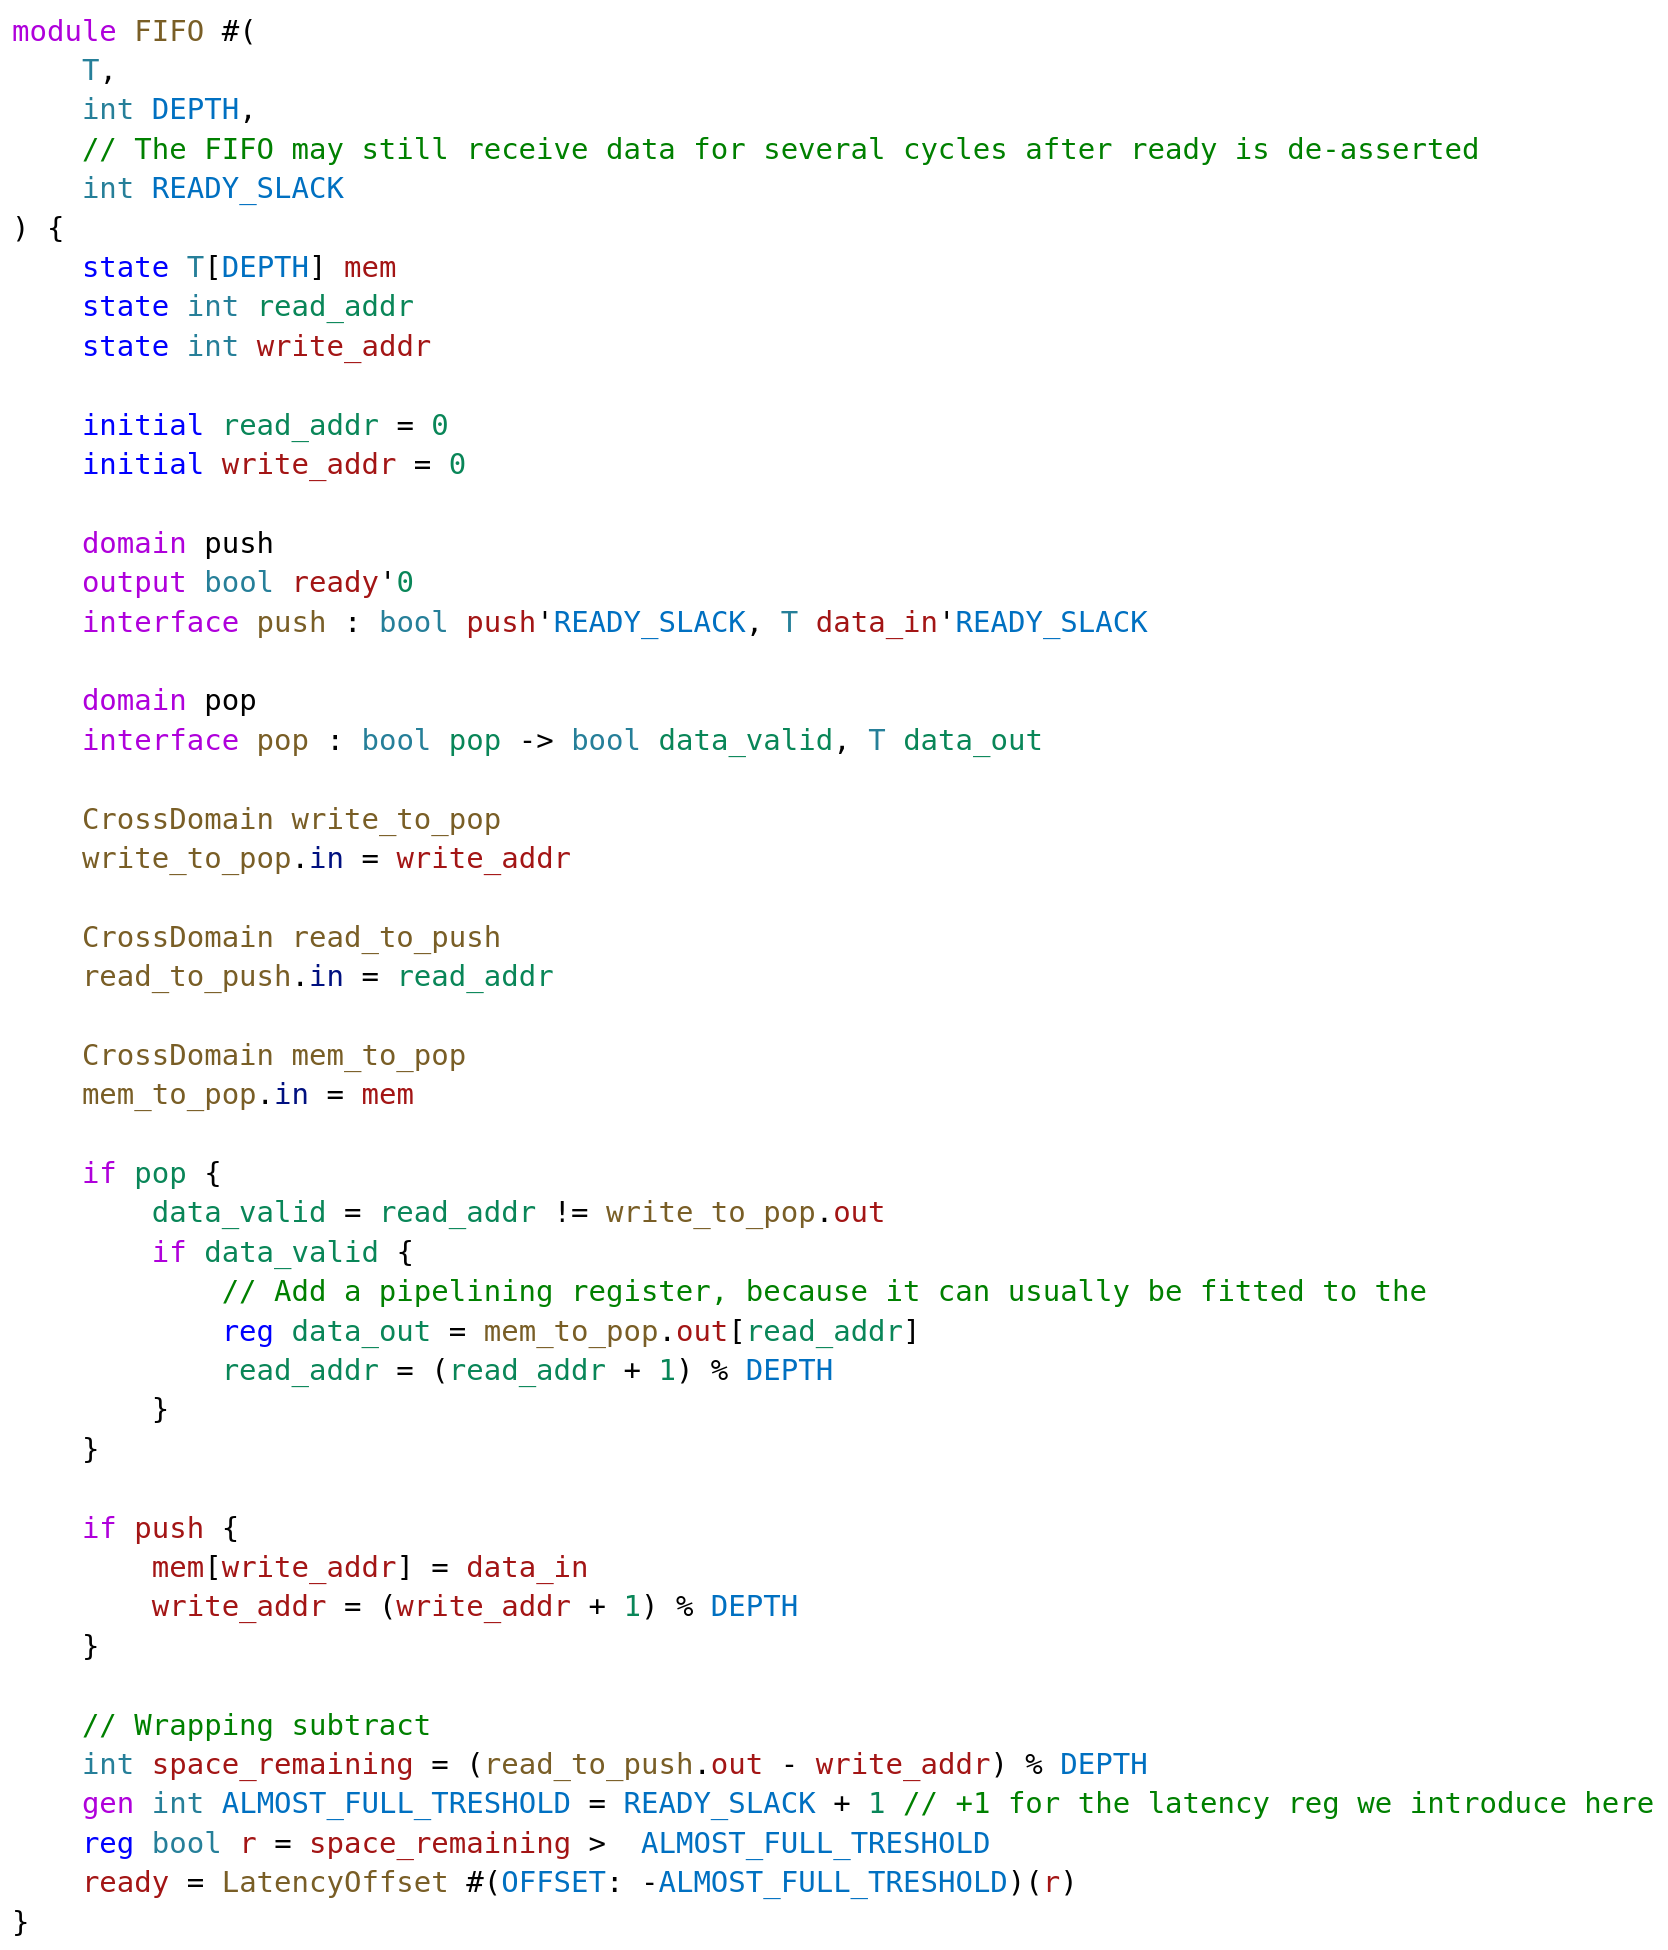 module FIFO #(
    T,
    int DEPTH,
    // The FIFO may still receive data for several cycles after ready is de-asserted
    int READY_SLACK
) {
    state T[DEPTH] mem
    state int read_addr
    state int write_addr

    initial read_addr = 0
    initial write_addr = 0

    domain push
    output bool ready'0
    interface push : bool push'READY_SLACK, T data_in'READY_SLACK

    domain pop
    interface pop : bool pop -> bool data_valid, T data_out

    CrossDomain write_to_pop
    write_to_pop.in = write_addr

    CrossDomain read_to_push
    read_to_push.in = read_addr

    CrossDomain mem_to_pop
    mem_to_pop.in = mem

    if pop {
        data_valid = read_addr != write_to_pop.out
        if data_valid {
            // Add a pipelining register, because it can usually be fitted to the
            reg data_out = mem_to_pop.out[read_addr]
            read_addr = (read_addr + 1) % DEPTH
        }
    }

    if push {
        mem[write_addr] = data_in
        write_addr = (write_addr + 1) % DEPTH
    }

    // Wrapping subtract
    int space_remaining = (read_to_push.out - write_addr) % DEPTH
    gen int ALMOST_FULL_TRESHOLD = READY_SLACK + 1 // +1 for the latency reg we introduce here
    reg bool r = space_remaining >  ALMOST_FULL_TRESHOLD
    ready = LatencyOffset #(OFFSET: -ALMOST_FULL_TRESHOLD)(r)
}